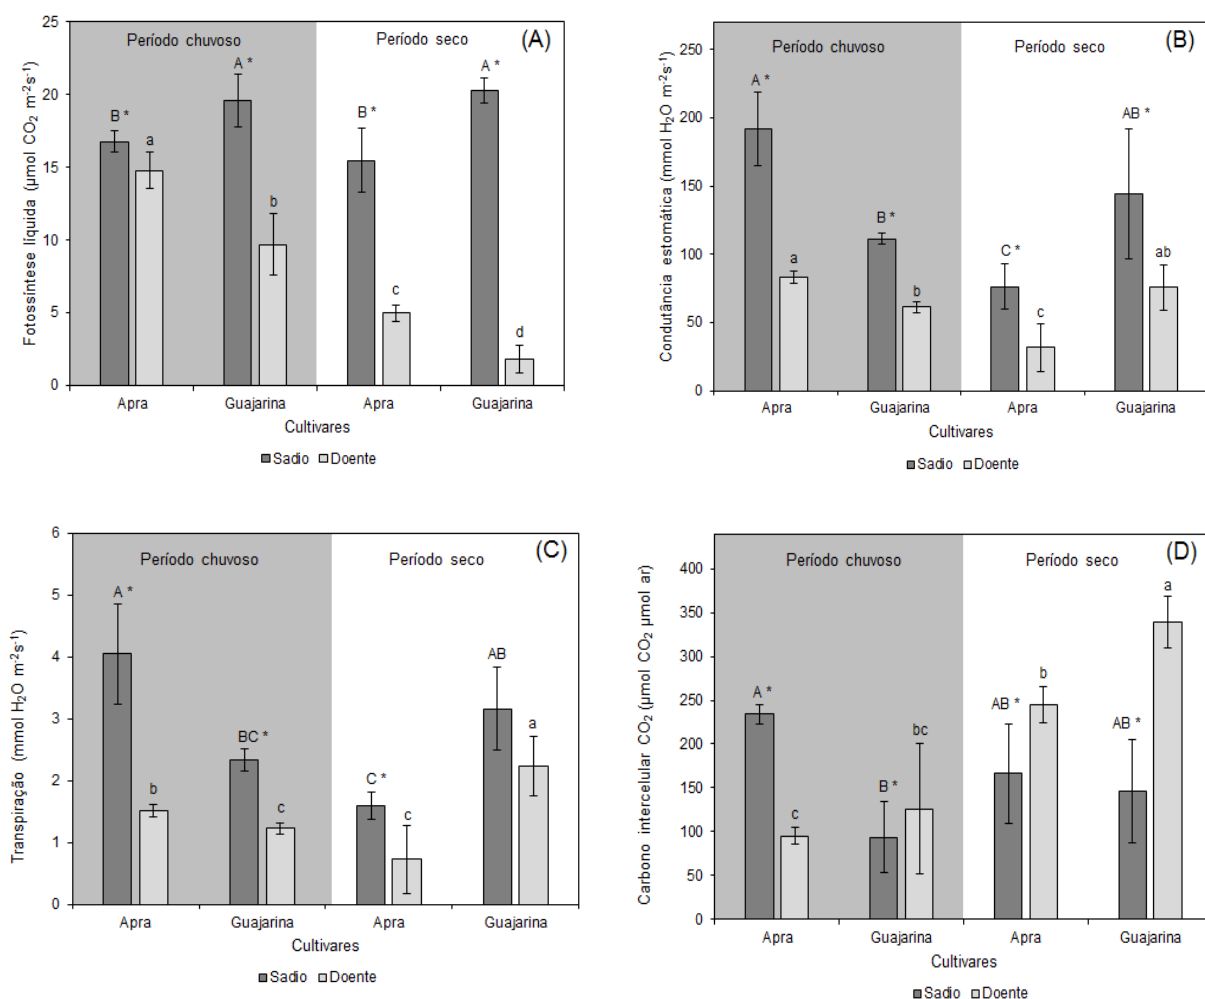 (A)
Período chuvoso
Período seco
Fotossíntese líquida (µmol CO₂ m⁻²s⁻¹)
25
20
15
10
5
0
B *
a
A *
b
B *
c
A *
d
Apra
Guajarina
Apra
Guajarina
Cultivares
Sadio Doente
(B)
Período chuvoso
Período seco
Condutância estomática (mmol H₂O m⁻²s⁻¹)
250
200
150
100
50
0
A *
a
B *
b
C *
c
AB *
ab
Apra
Guajarina
Apra
Guajarina
Cultivares
Sadio Doente
(C)
Período chuvoso
Período seco
Transpiração (mmol H₂O m⁻²s⁻¹)
6
5
4
3
2
1
0
A *
b
BC *
c
C *
c
AB
a
Apra
Guajarina
Apra
Guajarina
Cultivares
Sadio Doente
(D)
Período chuvoso
Período seco
Carbono intercelular CO₂ (µmol CO₂ µmol ar)
400
350
300
250
200
150
100
50
0
A *
c
B *
bc
AB *
b
AB *
a
Apra
Guajarina
Apra
Guajarina
Cultivares
Sadio Doente